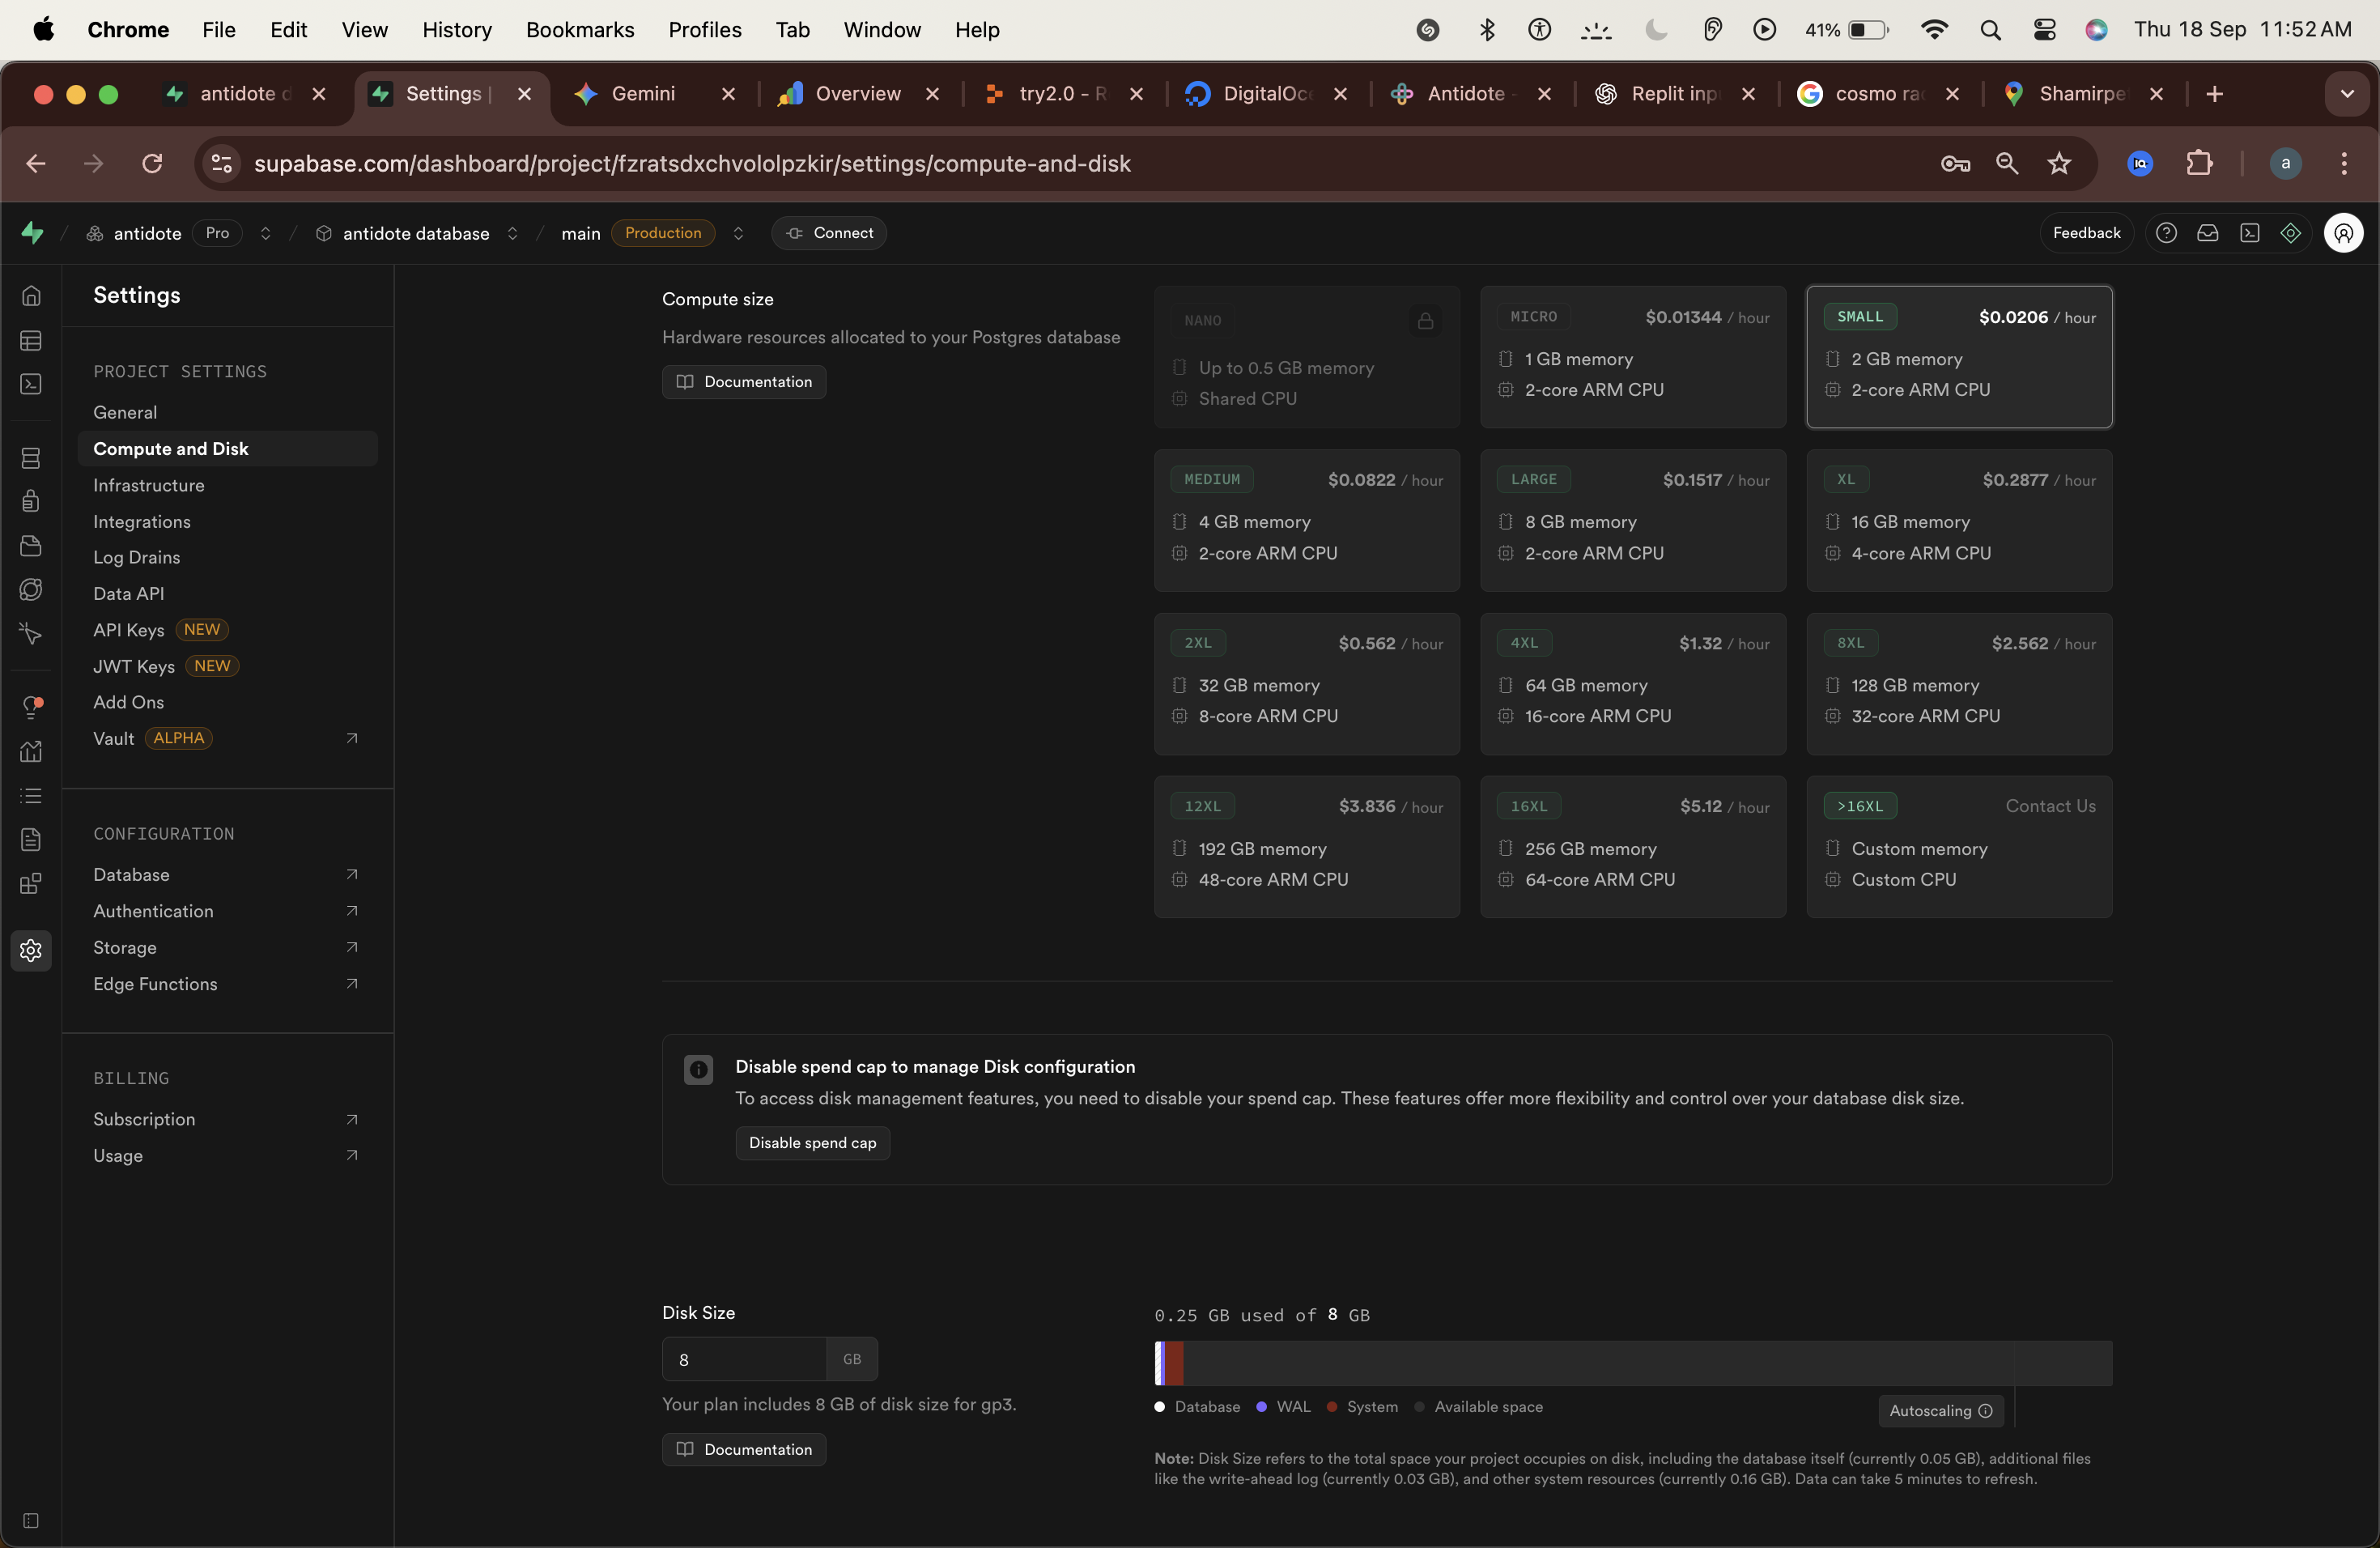 Chrome File Edit View History Bookmarks Profiles Tab Window Help 41% Thu 18 Sep 11:52 AM
antidote d Settings | Gemini Overview try2.0 - R DigitalOce Antidote - Replit inp cosmo ra Shamirpe
supabase.com/dashboard/project/fzratsdxchvololpzkir/settings/compute-and-disk
a
antidote Pro antidote database main Production Connect Feedback
Settings
PROJECT SETTINGS
General
Compute and Disk
Infrastructure
Integrations
Log Drains
Data API
API Keys NEW
JWT Keys NEW
Add Ons
Vault ALPHA
CONFIGURATION
Database
Authentication
Storage
Edge Functions
BILLING
Subscription
Usage
Compute size
Hardware resources allocated to your Postgres database
Documentation
NANO
Up to 0.5 GB memory
Shared CPU
MICRO $0.01344 / hour
1 GB memory
2-core ARM CPU
SMALL $0.0206 / hour
2 GB memory
2-core ARM CPU
MEDIUM $0.0822 / hour
4 GB memory
2-core ARM CPU
LARGE $0.1517 / hour
8 GB memory
2-core ARM CPU
XL $0.2877 / hour
16 GB memory
4-core ARM CPU
2XL $0.562 / hour
32 GB memory
8-core ARM CPU
4XL $1.32 / hour
64 GB memory
16-core ARM CPU
8XL $2.562 / hour
128 GB memory
32-core ARM CPU
12XL $3.836 / hour
192 GB memory
48-core ARM CPU
16XL $5.12 / hour
256 GB memory
64-core ARM CPU
>16XL Contact Us
Custom memory
Custom CPU
Disable spend cap to manage Disk configuration
To access disk management features, you need to disable your spend cap. These features offer more flexibility and control over your database disk size.
Disable spend cap
Disk Size
8 GB
Your plan includes 8 GB of disk size for gp3.
Documentation
0.25 GB used of 8 GB
Database WAL System Available space
Autoscaling
Note: Disk Size refers to the total space your project occupies on disk, including the database itself (currently 0.05 GB), additional files
like the write-ahead log (currently 0.03 GB), and other system resources (currently 0.16 GB). Data can take 5 minutes to refresh.